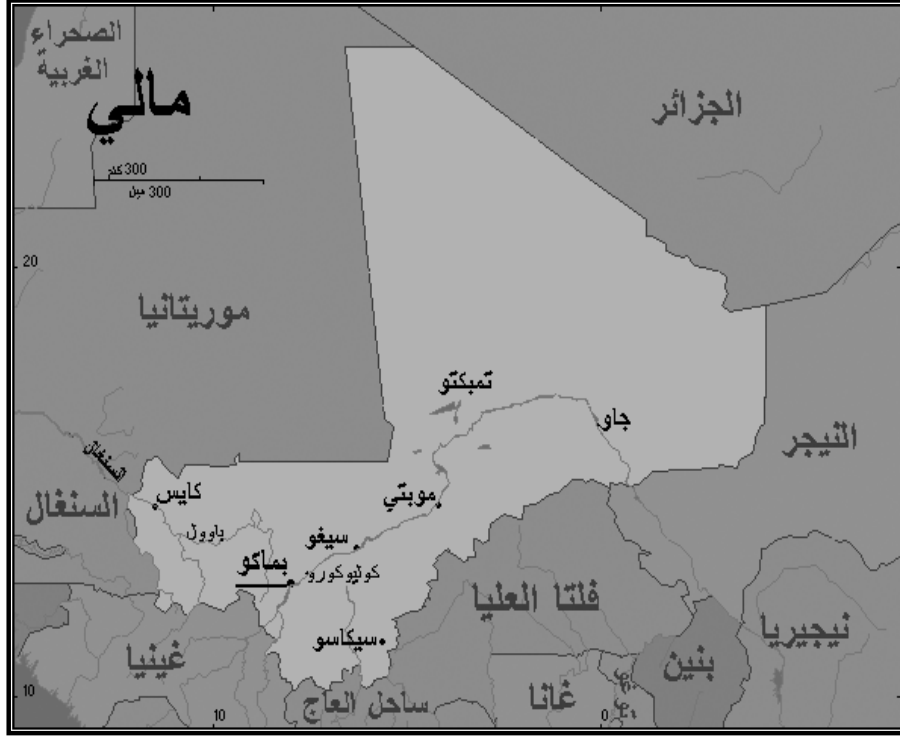 الصحراء
الغربية
مالي
الجزائر
300 كلم
300 ميل
20
موريتانيا
تمبكتو
جاو
النيجر
السنغال
السنغال
كايس
موبتي
باوول
سيغو
بماكو
كوليوكورو
فلتا العليا
سيكاسو
نيجيريا
غينيا
بنين
ساحل العاج
غانا
10
10
0